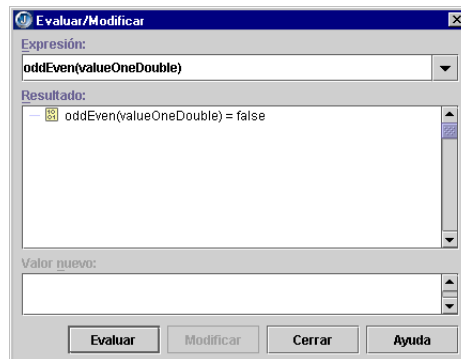 Evaluar/Modificar
Expresión:
oddEven(valueOneDouble)
Resultado:
oddEven(valueOneDouble) = false
Valor nuevo:
Evaluar Modificar Cerrar Ayuda